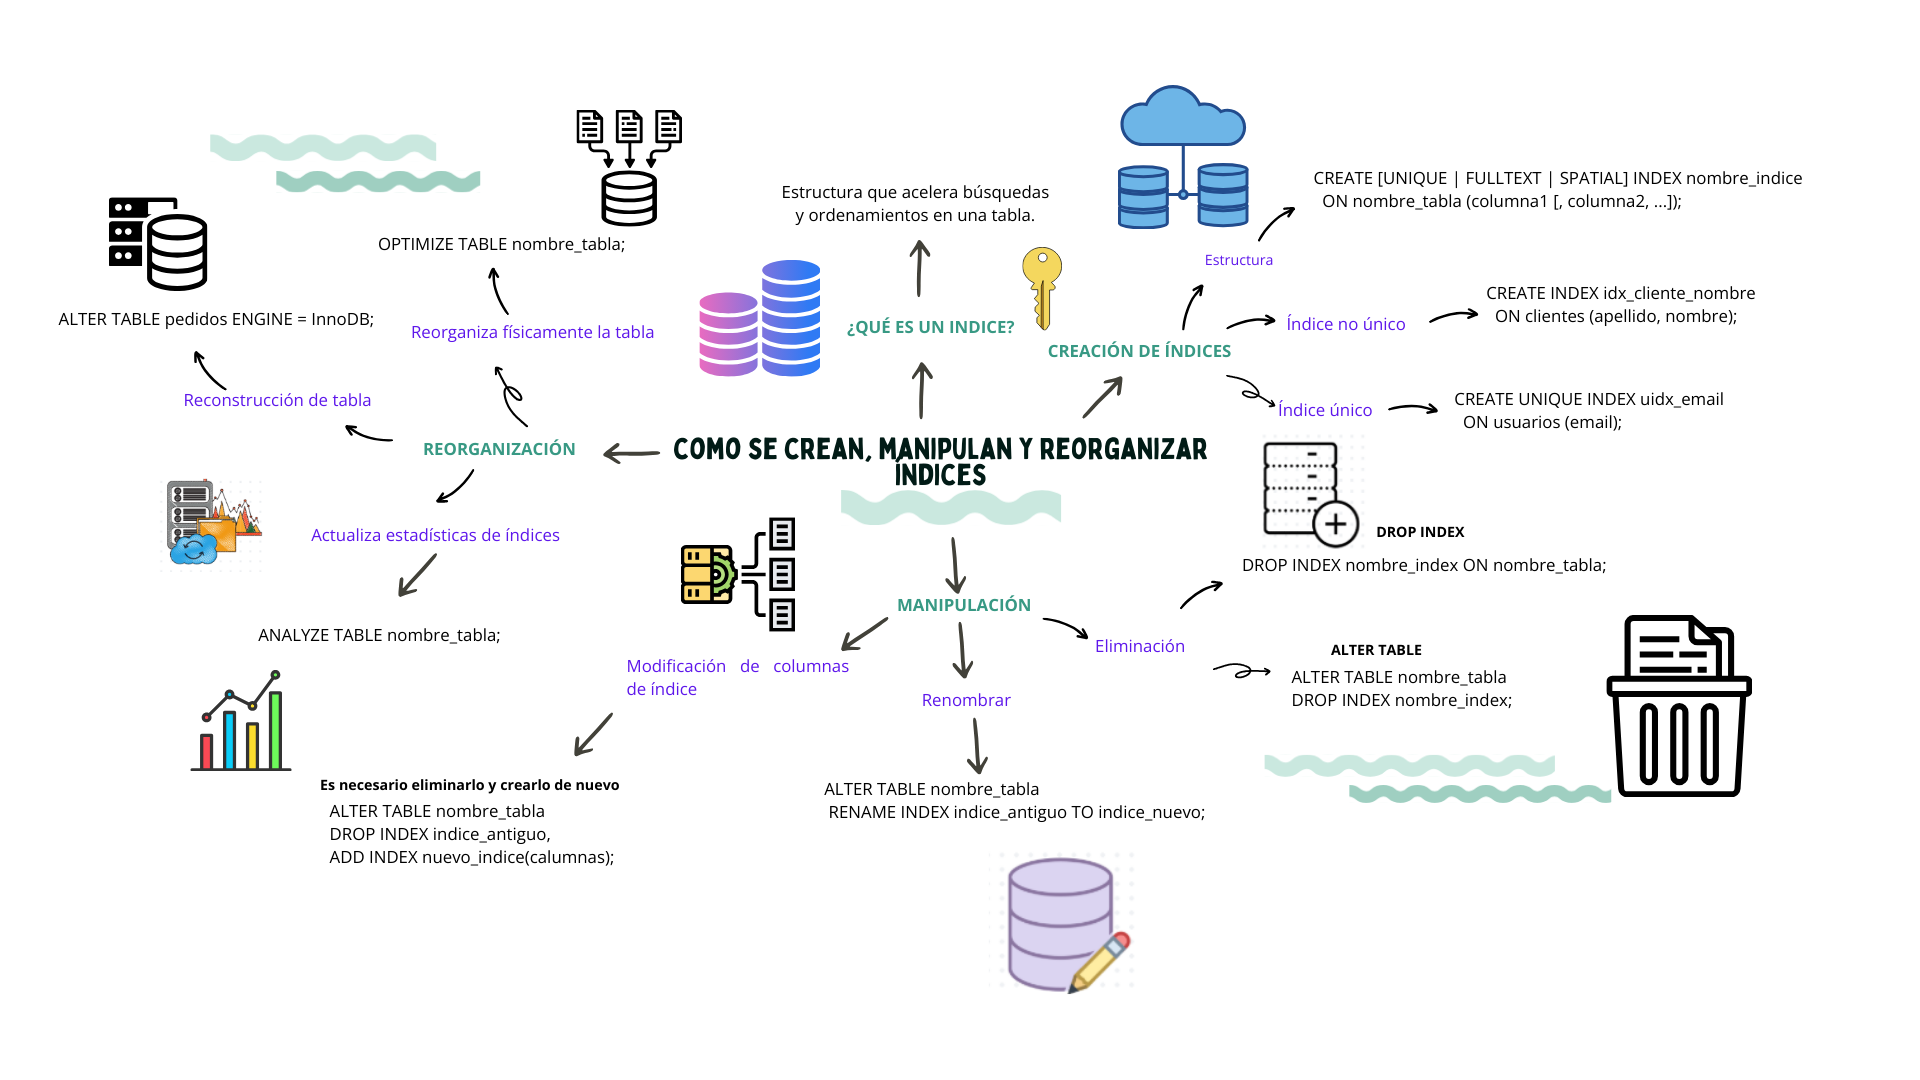 COMO SE CREAN, MANIPULAN Y REORGANIZAR
ÍNDICES
¿QUÉ ES UN INDICE?
Estructura que acelera búsquedas
y ordenamientos en una tabla.
CREACIÓN DE ÍNDICES
Estructura
CREATE [UNIQUE | FULLTEXT | SPATIAL] INDEX nombre_indice
ON nombre_tabla (columna1 [, columna2, ...]);
Índice no único
CREATE INDEX idx_cliente_nombre
ON clientes (apellido, nombre);
Índice único
CREATE UNIQUE INDEX uidx_email
ON usuarios (email);
MANIPULACIÓN
Eliminación
DROP INDEX
DROP INDEX nombre_index ON nombre_tabla;
ALTER TABLE
ALTER TABLE nombre_tabla
DROP INDEX nombre_index;
Renombrar
ALTER TABLE nombre_tabla
RENAME INDEX indice_antiguo TO indice_nuevo;
Modificación de columnas
de índice
Es necesario eliminarlo y crearlo de nuevo
ALTER TABLE nombre_tabla
DROP INDEX indice_antiguo,
ADD INDEX nuevo_indice(calumnas);
REORGANIZACIÓN
Reorganiza físicamente la tabla
OPTIMIZE TABLE nombre_tabla;
Reconstrucción de tabla
ALTER TABLE pedidos ENGINE = InnoDB;
Actualiza estadísticas de índices
ANALYZE TABLE nombre_tabla;